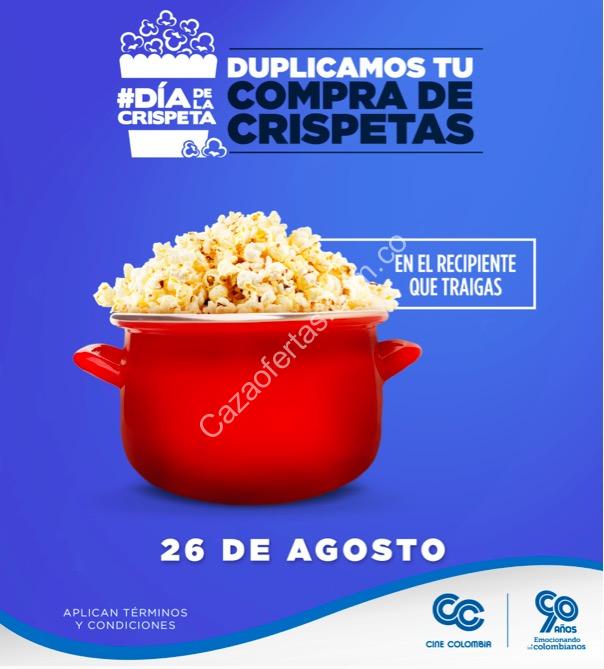 #DÍA DE LA CRISPETA
DUPLICAMOS TU
COMPRA DE
CRISPETAS
EN EL RECIPIENTE
QUE TRAIGAS
Cazaofertas.com.co
26 DE AGOSTO
APLICAN TÉRMINOS
Y CONDICIONES
CINE COLOMBIA
90
AÑOS
Emocionando
a los colombianos